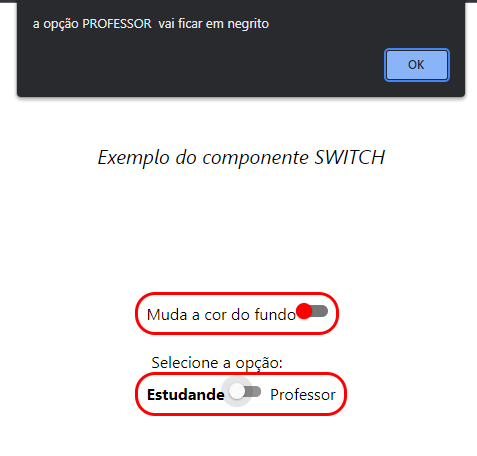 a opção PROFESSOR  vai ficar em negrito
OK
Exemplo do componente SWITCH
Muda a cor do fundo
Selecione a opção:
Estudande Professor